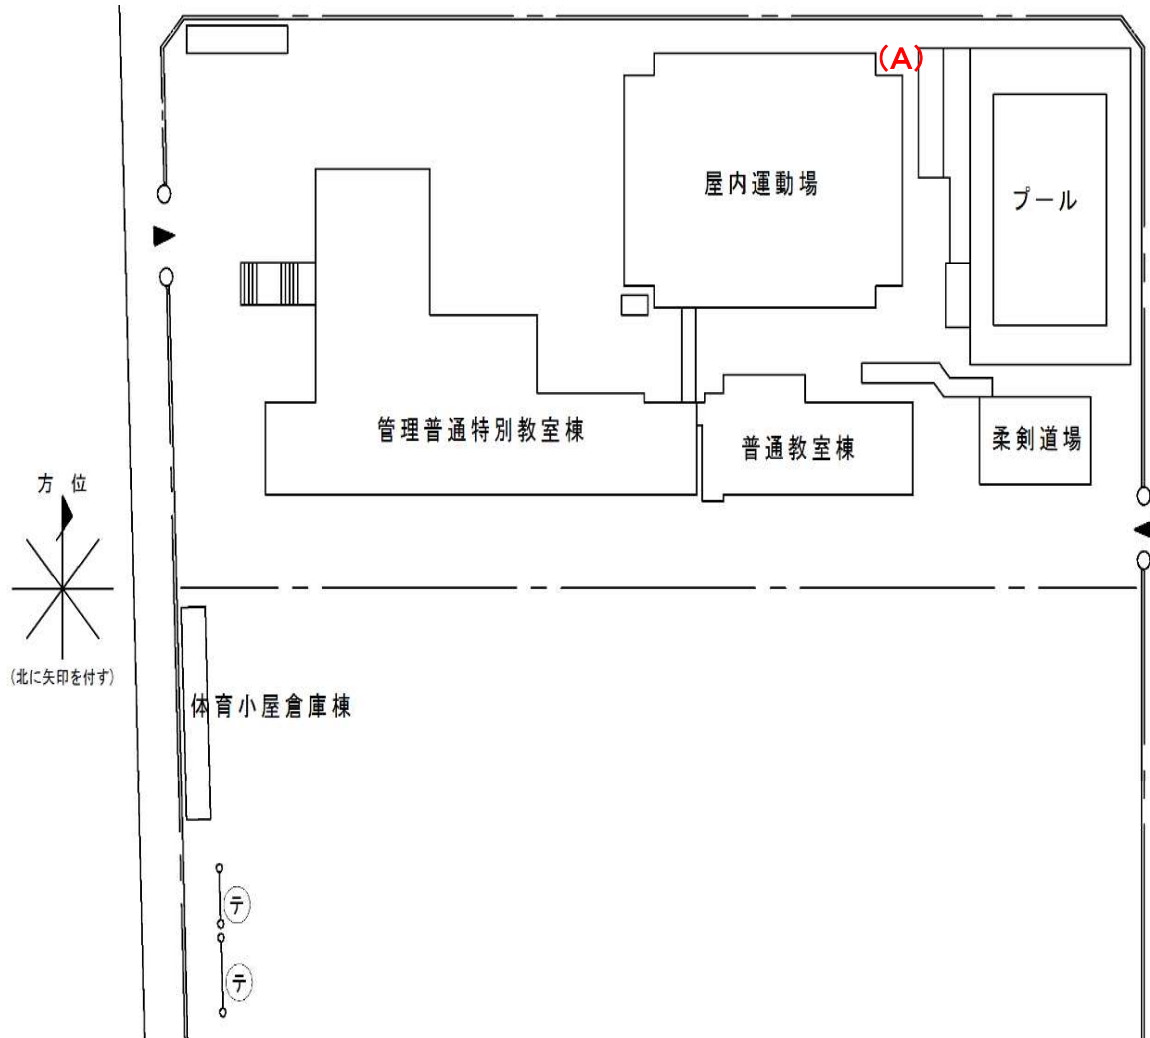 (A)
屋内運動場
プール
管理普通特別教室棟
普通教室棟
柔剣道場
方位
(北に矢印を付す)
体育小屋倉庫棟
テ
テ